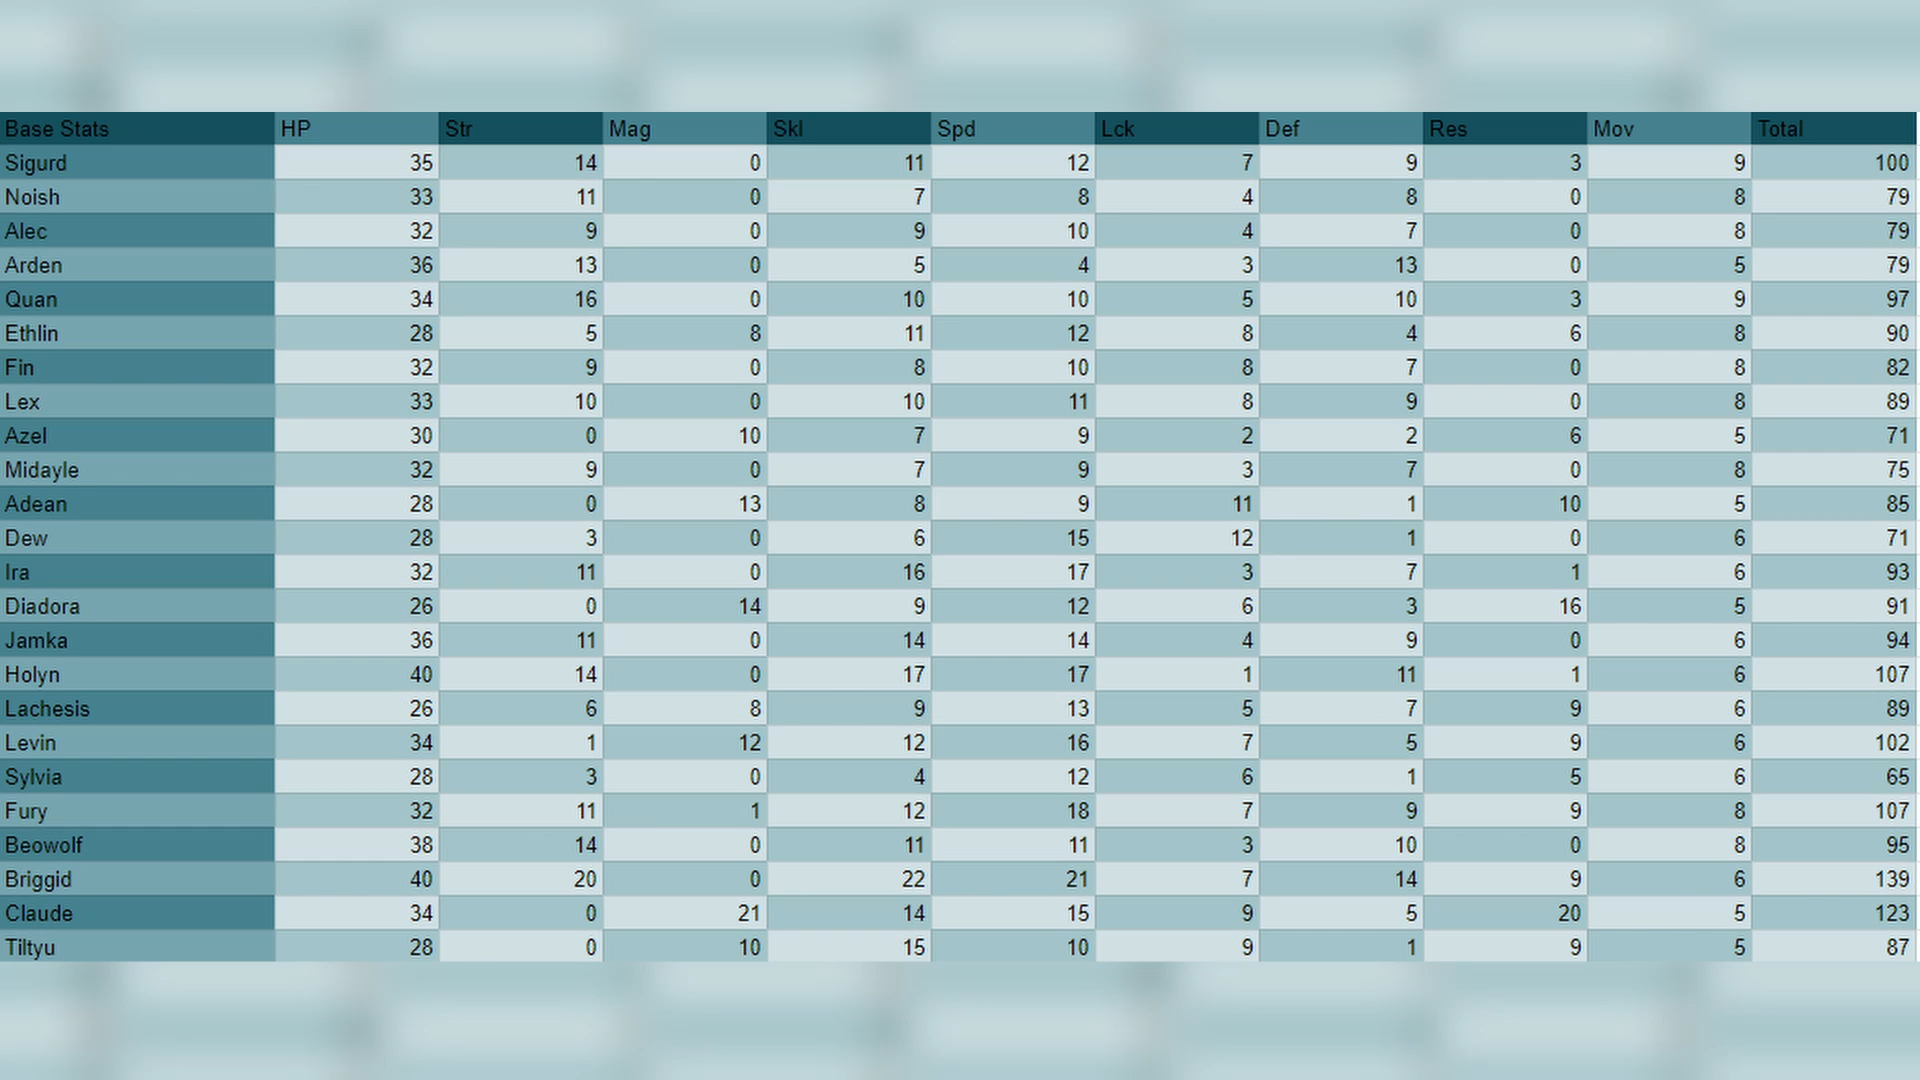 Base Stats HP Str Mag Skl Spd Lck Def Res Mov Total
Sigurd 35 14 0 11 12 7 9 3 9 100
Noish 33 11 0 7 8 4 8 0 8 79
Alec 32 9 0 9 10 4 7 0 8 79
Arden 36 13 0 5 4 3 13 0 5 79
Quan 34 16 0 10 10 5 10 3 9 97
Ethlin 28 5 8 11 12 8 4 6 8 90
Fin 32 9 0 8 10 8 7 0 8 82
Lex 33 10 0 10 11 8 9 0 8 89
Azel 30 0 10 7 9 2 2 6 5 71
Midayle 32 9 0 7 9 3 7 0 8 75
Adean 28 0 13 8 9 11 1 10 5 85
Dew 28 3 0 6 15 12 1 0 6 71
Ira 32 11 0 16 17 3 7 1 6 93
Diadora 26 0 14 9 12 6 3 16 5 91
Jamka 36 11 0 14 14 4 9 0 6 94
Holyn 40 14 0 17 17 1 11 1 6 107
Lachesis 26 6 8 9 13 5 7 9 6 89
Levin 34 1 12 12 16 7 5 9 6 102
Sylvia 28 3 0 4 12 6 1 5 6 65
Fury 32 11 1 12 18 7 9 9 8 107
Beowolf 38 14 0 11 11 3 10 0 8 95
Briggid 40 20 0 22 21 7 14 9 6 139
Claude 34 0 21 14 15 9 5 20 5 123
Tiltyu 28 0 10 15 10 9 1 9 5 87